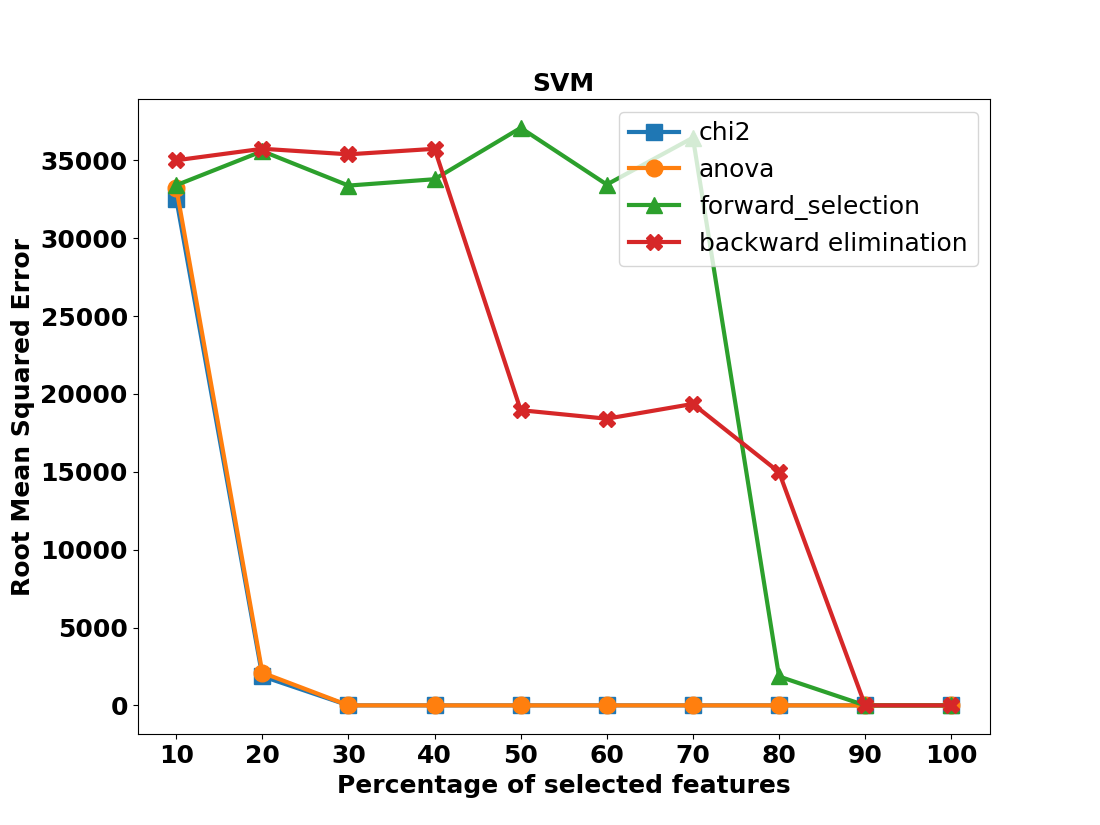 SVM
chi2
anova
forward_selection
backward elimination
Root Mean Squared Error
35000
30000
25000
20000
15000
10000
5000
0
10 20 30 40 50 60 70 80 90 100
Percentage of selected features